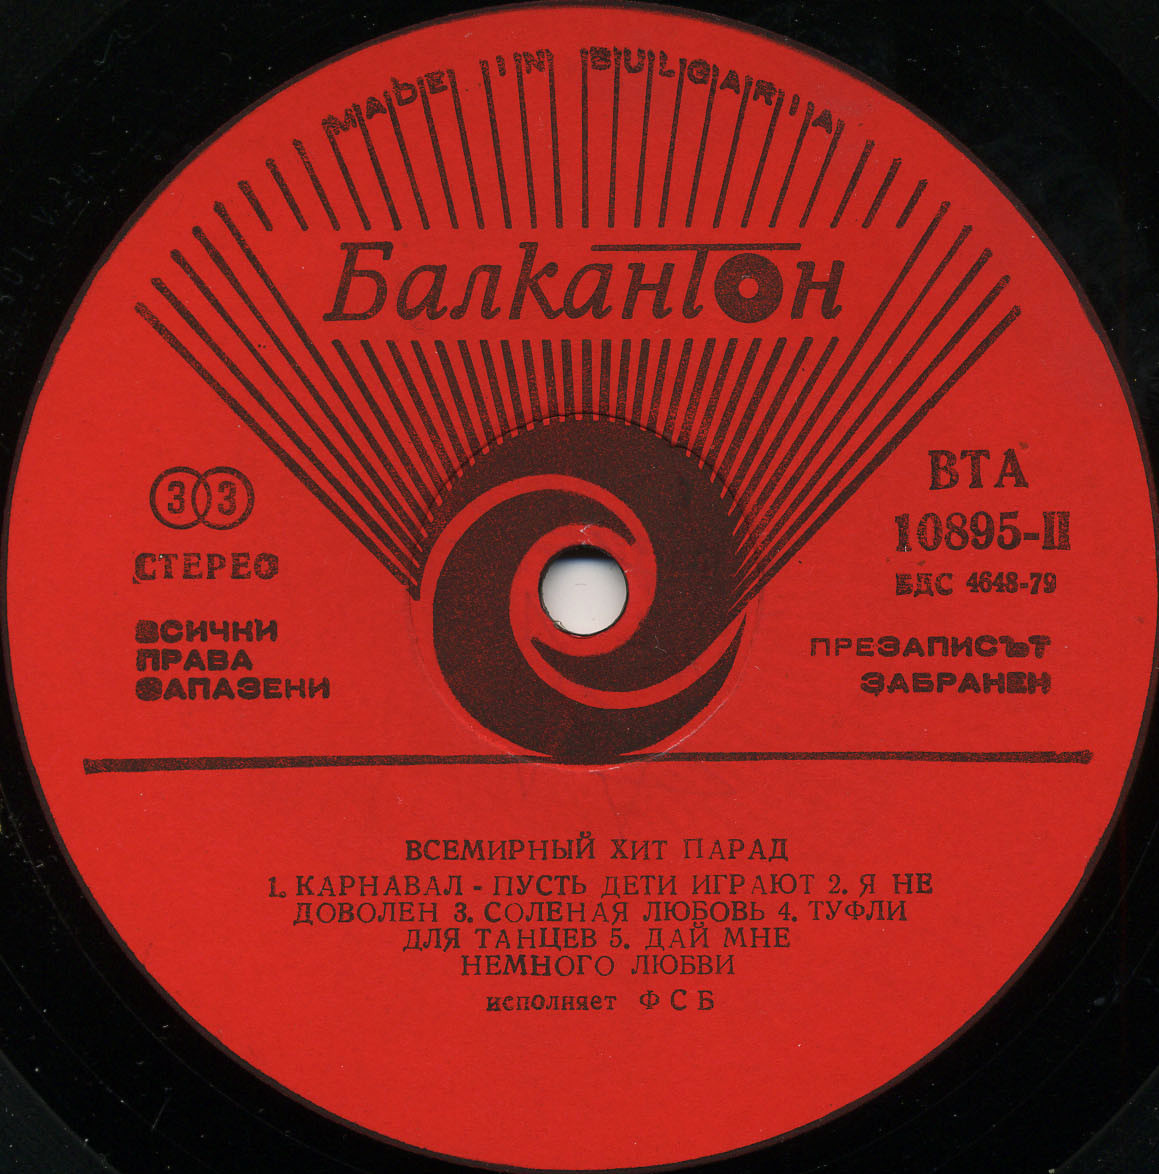 MADE IN BULGARIA
Балкантон
33
СТЕРЕО
ВСИЧКИ
ПРАВА
ЗАПАЗЕНИ
ВТА
10895-II
БДС 4648-79
ПРЕЗАПИСЪТ
ЗАБРАНЕН
ВСЕМИРНЫЙ ХИТ ПАРАД
1. КАРНАВАЛ - ПУСТЬ ДЕТИ ИГРАЮТ 2. Я НЕ
ДОВОЛЕН 3. СОЛЕНАЯ ЛЮБОВЬ 4. ТУФЛИ
ДЛЯ ТАНЦЕВ 5. ДАЙ МНЕ
НЕМНОГО ЛЮБВИ
исполняет ФСБ